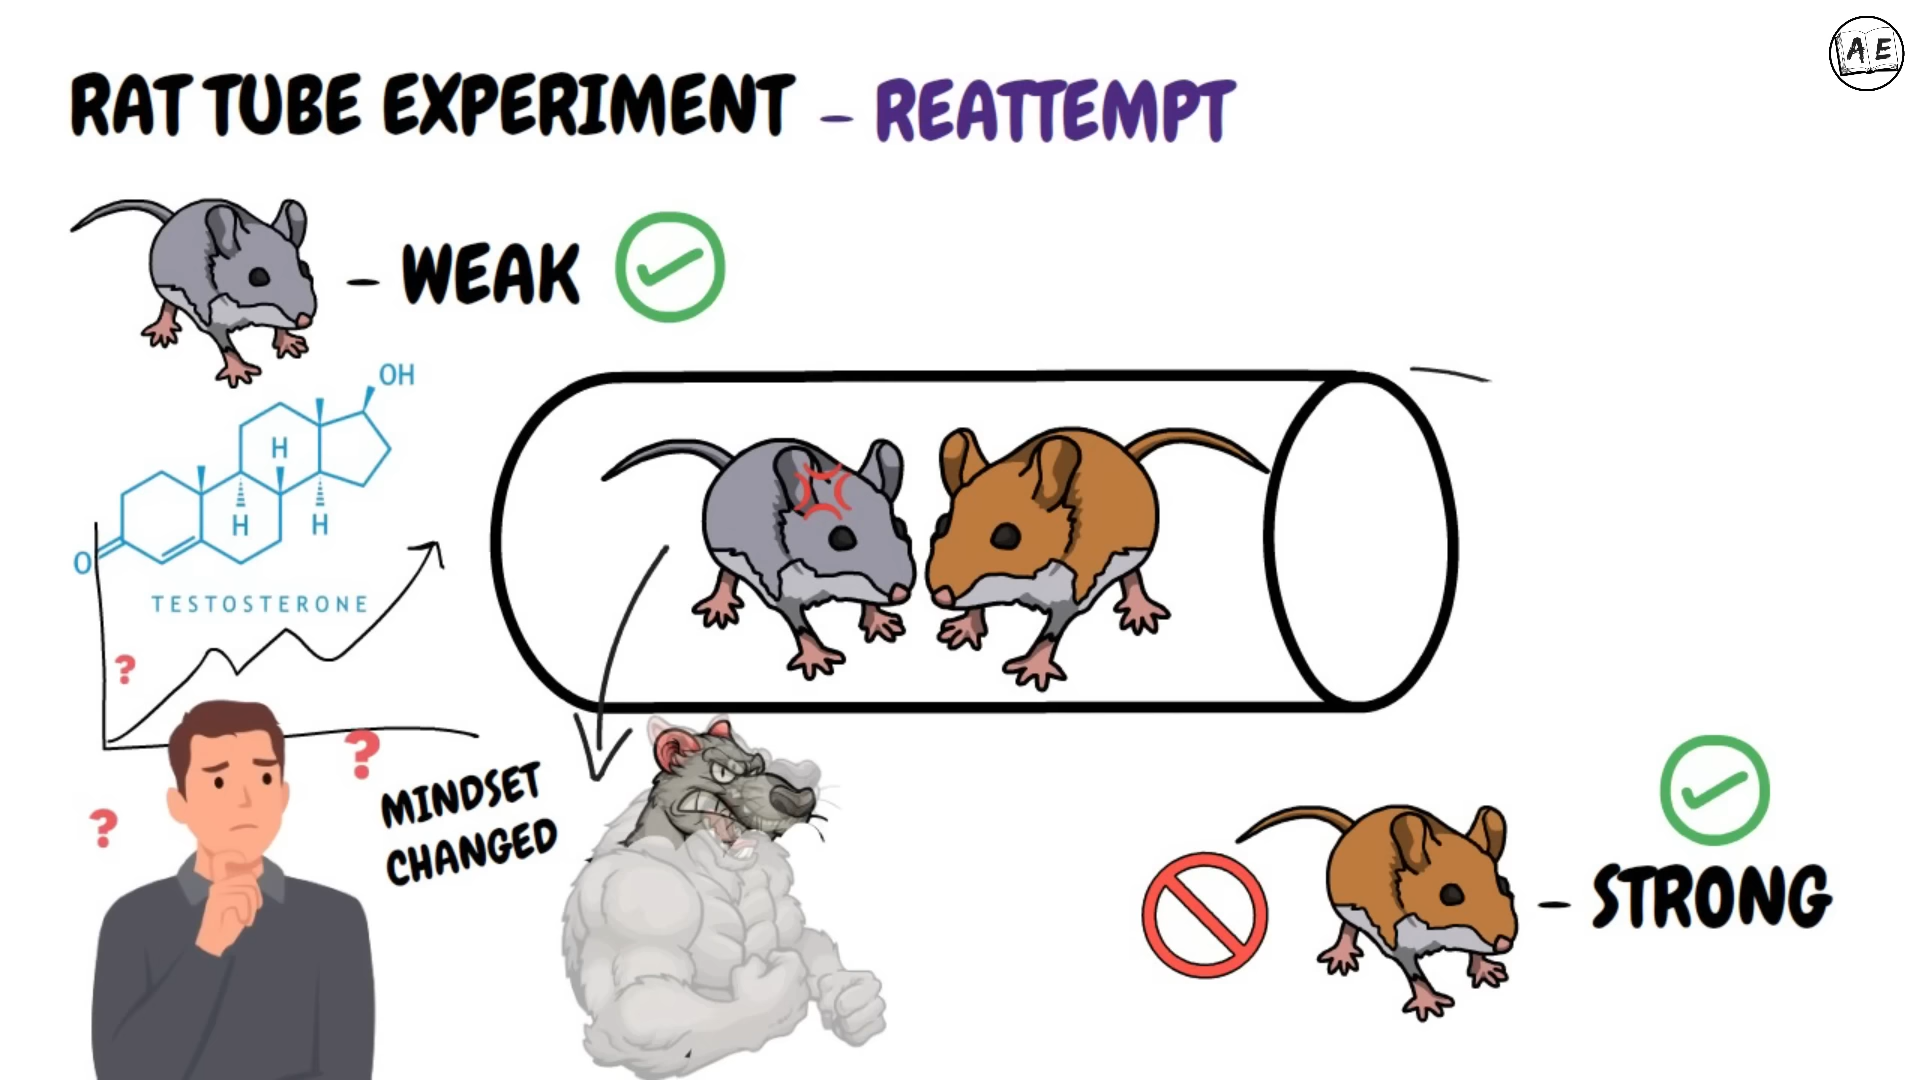 A E
RAT TUBE EXPERIMENT – REATTEMPT
– WEAK
OH
H
H
H
O
TESTOSTERONE
?
?
?
MINDSET
CHANGED
– STRONG